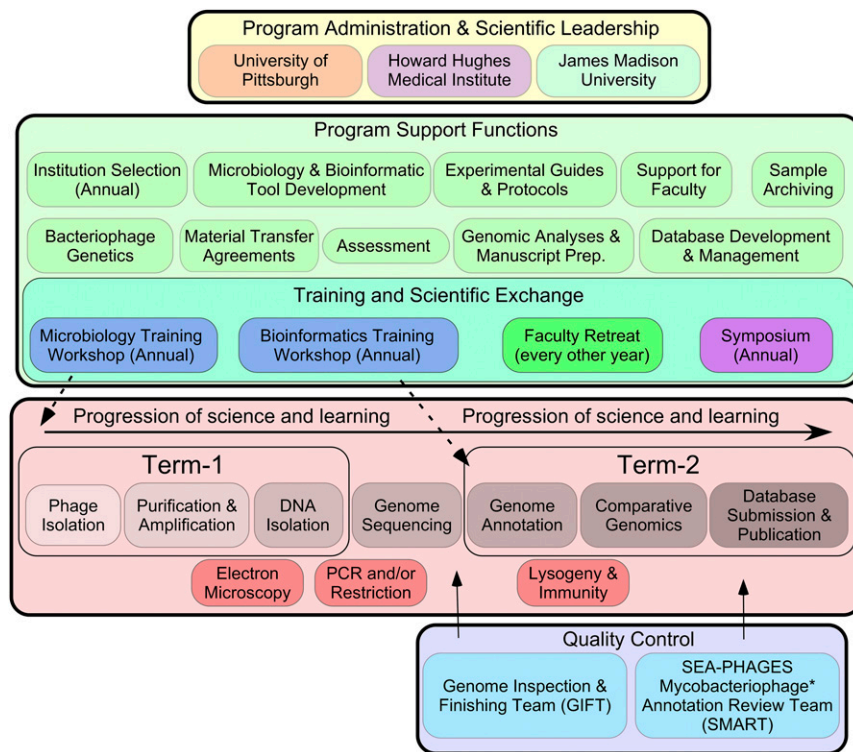 Program Administration & Scientific Leadership
University of
Pittsburgh
Howard Hughes
Medical Institute
James Madison
University
Program Support Functions
Institution Selection
(Annual)
Microbiology & Bioinformatic
Tool Development
Experimental Guides
& Protocols
Support for
Faculty
Sample
Archiving
Bacteriophage
Genetics
Material Transfer
Agreements
Assessment
Genomic Analyses &
Manuscript Prep.
Database Development
& Management
Training and Scientific Exchange
Microbiology Training
Workshop (Annual)
Bioinformatics Training
Workshop (Annual)
Faculty Retreat
(every other year)
Symposium
(Annual)
Progression of science and learning
Progression of science and learning
Term-1
Term-2
Phage
Isolation
Purification &
Amplification
DNA
Isolation
Genome
Sequencing
Genome
Annotation
Comparative
Genomics
Database
Submission &
Publication
Electron
Microscopy
PCR and/or
Restriction
Lysogeny &
Immunity
Quality Control
Genome Inspection &
Finishing Team (GIFT)
SEA-PHAGES
Mycobacteriophage*
Annotation Review Team
(SMART)